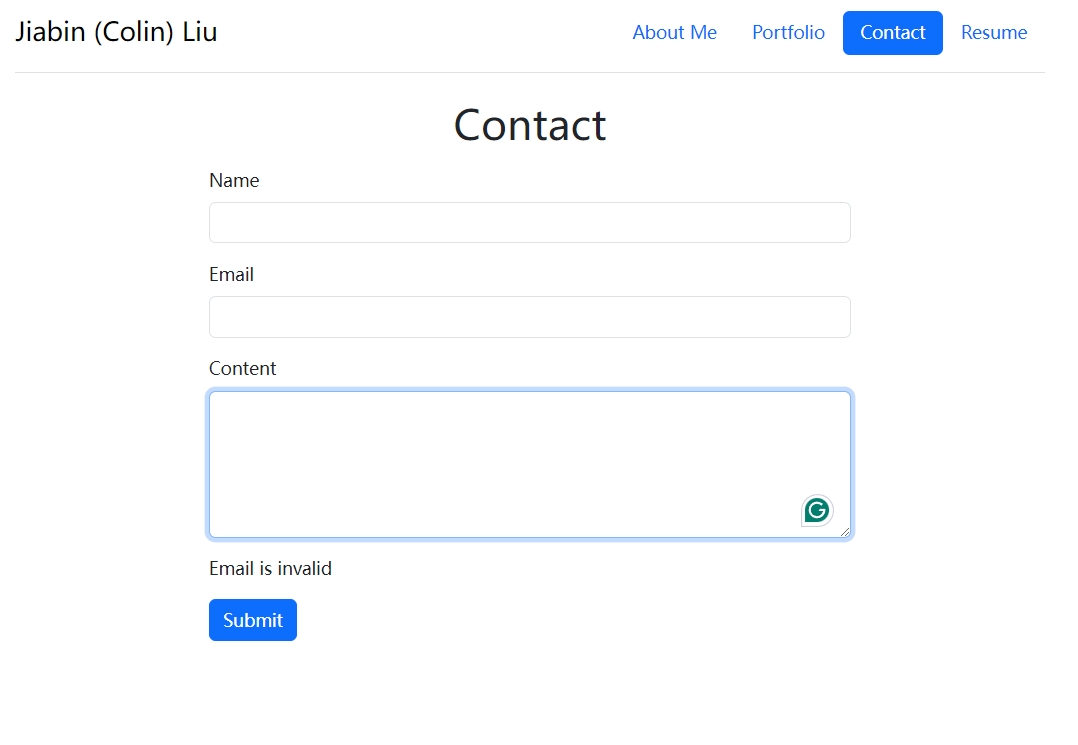 Jiabin (Colin) Liu
About Me Portfolio Contact Resume
Contact
Name
Email
Content
Email is invalid
Submit